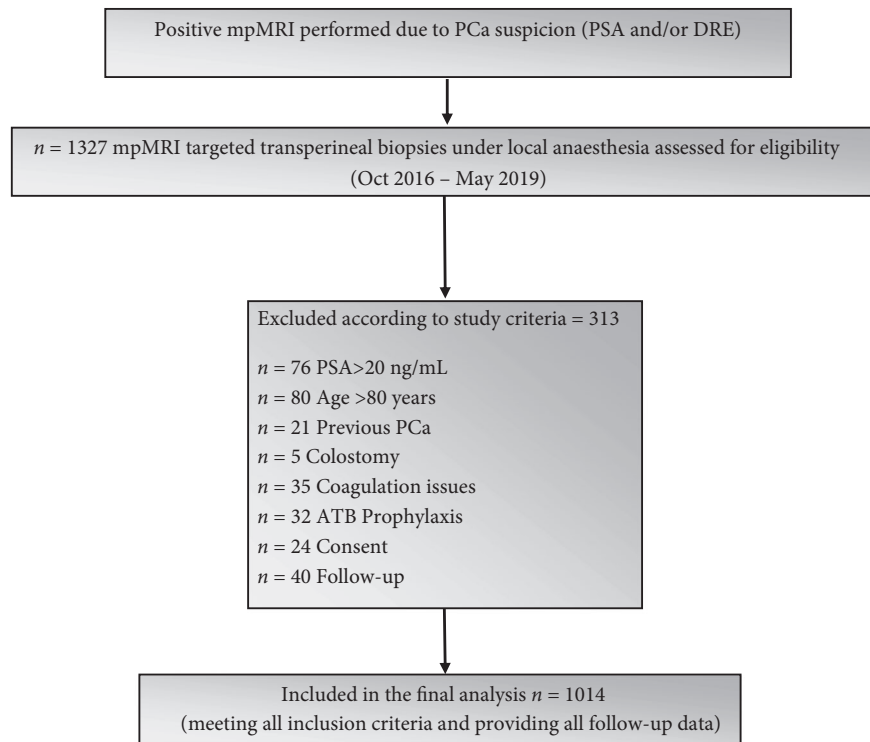 Positive mpMRI performed due to PCa suspicion (PSA and/or DRE)
n = 1327 mpMRI targeted transperineal biopsies under local anaesthesia assessed for eligibility
(Oct 2016 – May 2019)
Excluded according to study criteria = 313
n = 76 PSA>20 ng/mL
n = 80 Age >80 years
n = 21 Previous PCa
n = 5 Colostomy
n = 35 Coagulation issues
n = 32 ATB Prophylaxis
n = 24 Consent
n = 40 Follow-up
Included in the final analysis n = 1014
(meeting all inclusion criteria and providing all follow-up data)